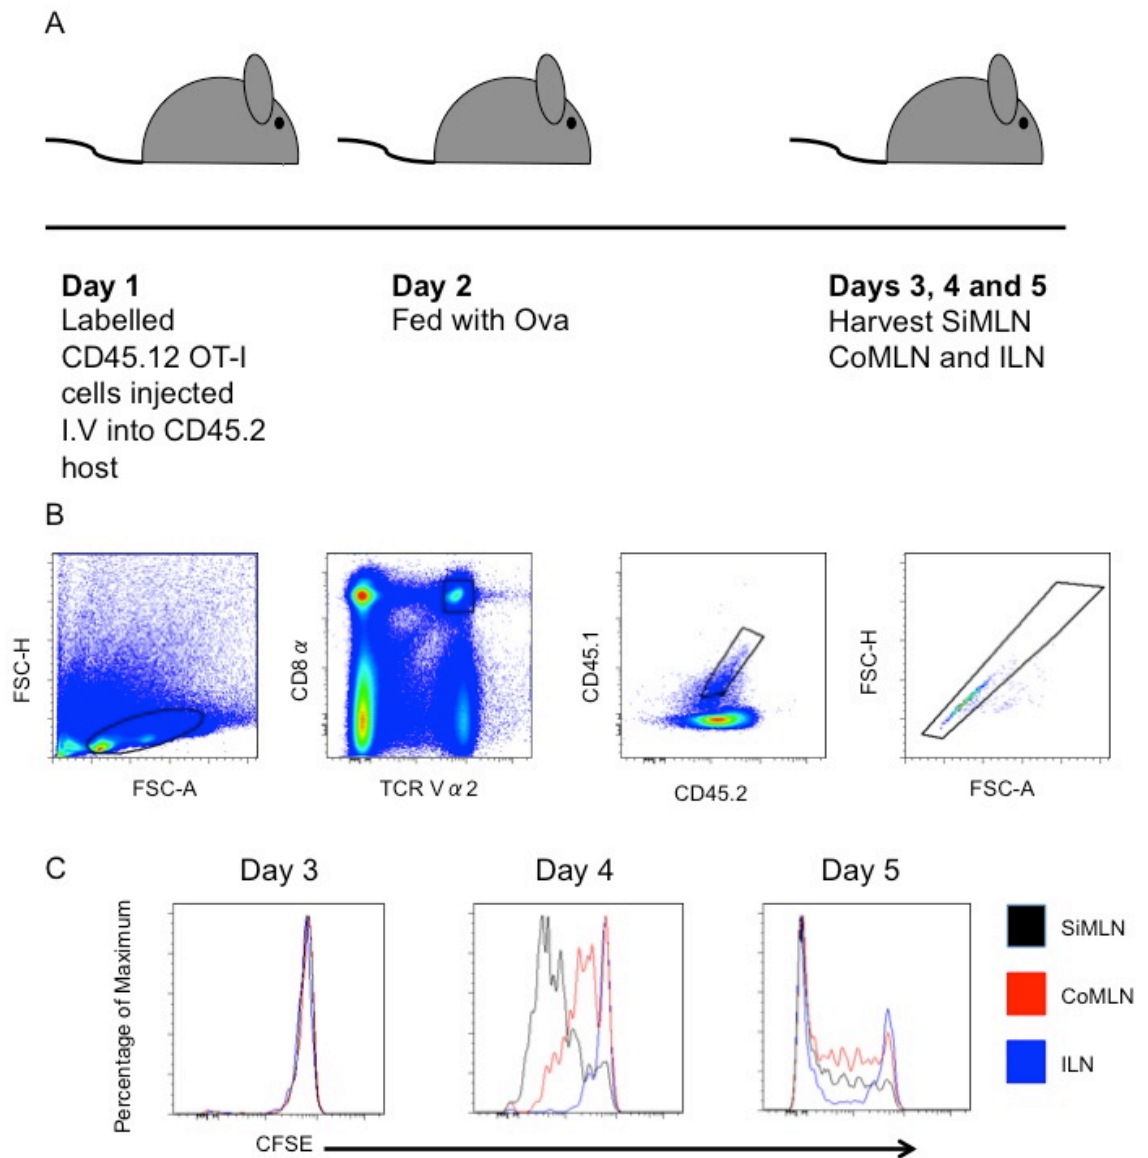 A
Day 1
Labelled
CD45.12 OT-I
cells injected
I.V into CD45.2
host
Day 2
Fed with Ova
Days 3, 4 and 5
Harvest SiMLN
CoMLN and ILN
B
FSC-H
FSC-A
CD8 α
TCR V α 2
CD45.1
CD45.2
FSC-H
FSC-A
C
Day 3
Day 4
Day 5
Percentage of Maximum
CFSE
SiMLN
CoMLN
ILN